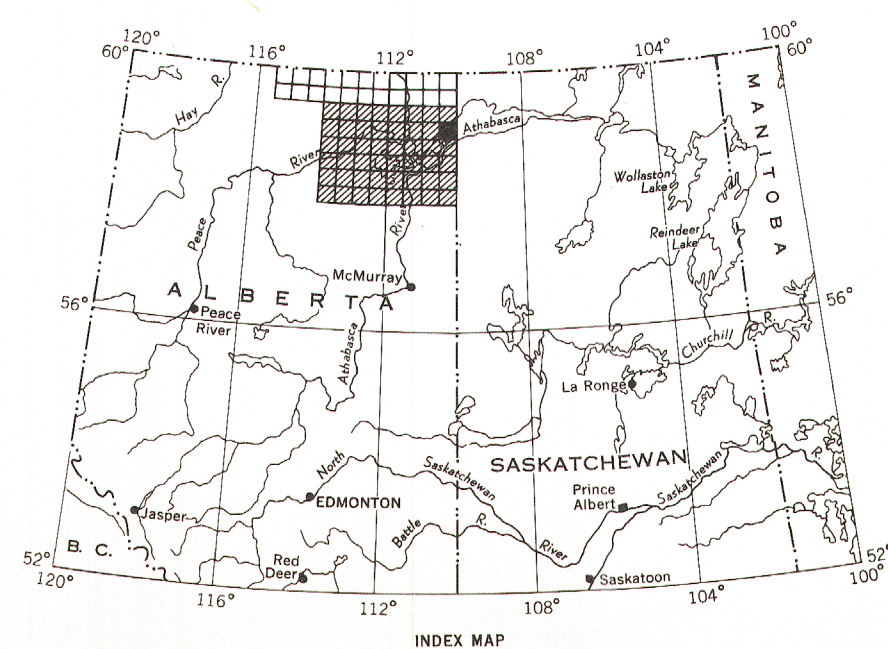 120°
116°
112°
108°
104°
100°
60°
60°
Hay
R.
MANITOBA
Athabasca
River
Wollaston
Lake
River
Reindeer
Lake
Peace
McMurray
ALBERTA
56°
56°
Peace
River
R.
Churchill
Athabasca
La Ronge
SASKATCHEWAN
North
Saskatchewan
Saskatchewan
R.
Prince
Albert
EDMONTON
Jasper
Battle
R.
River
B. C.
Red
Deer
Saskatoon
52°
52°
120°
100°
116°
112°
108°
104°
INDEX MAP